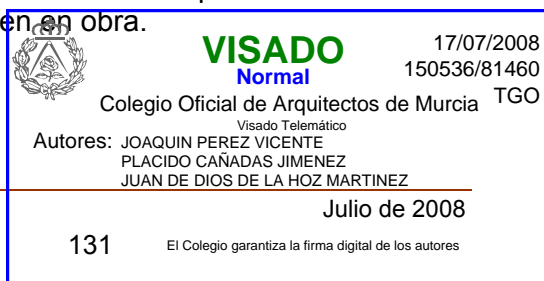 en en obra.
VISADO
17/07/2008
Normal
150536/81460
Colegio Oficial de Arquitectos de Murcia
TGO
Visado Telemático
Autores: JOAQUIN PEREZ VICENTE
PLACIDO CAÑADAS JIMENEZ
JUAN DE DIOS DE LA HOZ MARTINEZ
Julio de 2008
131
El Colegio garantiza la firma digital de los autores